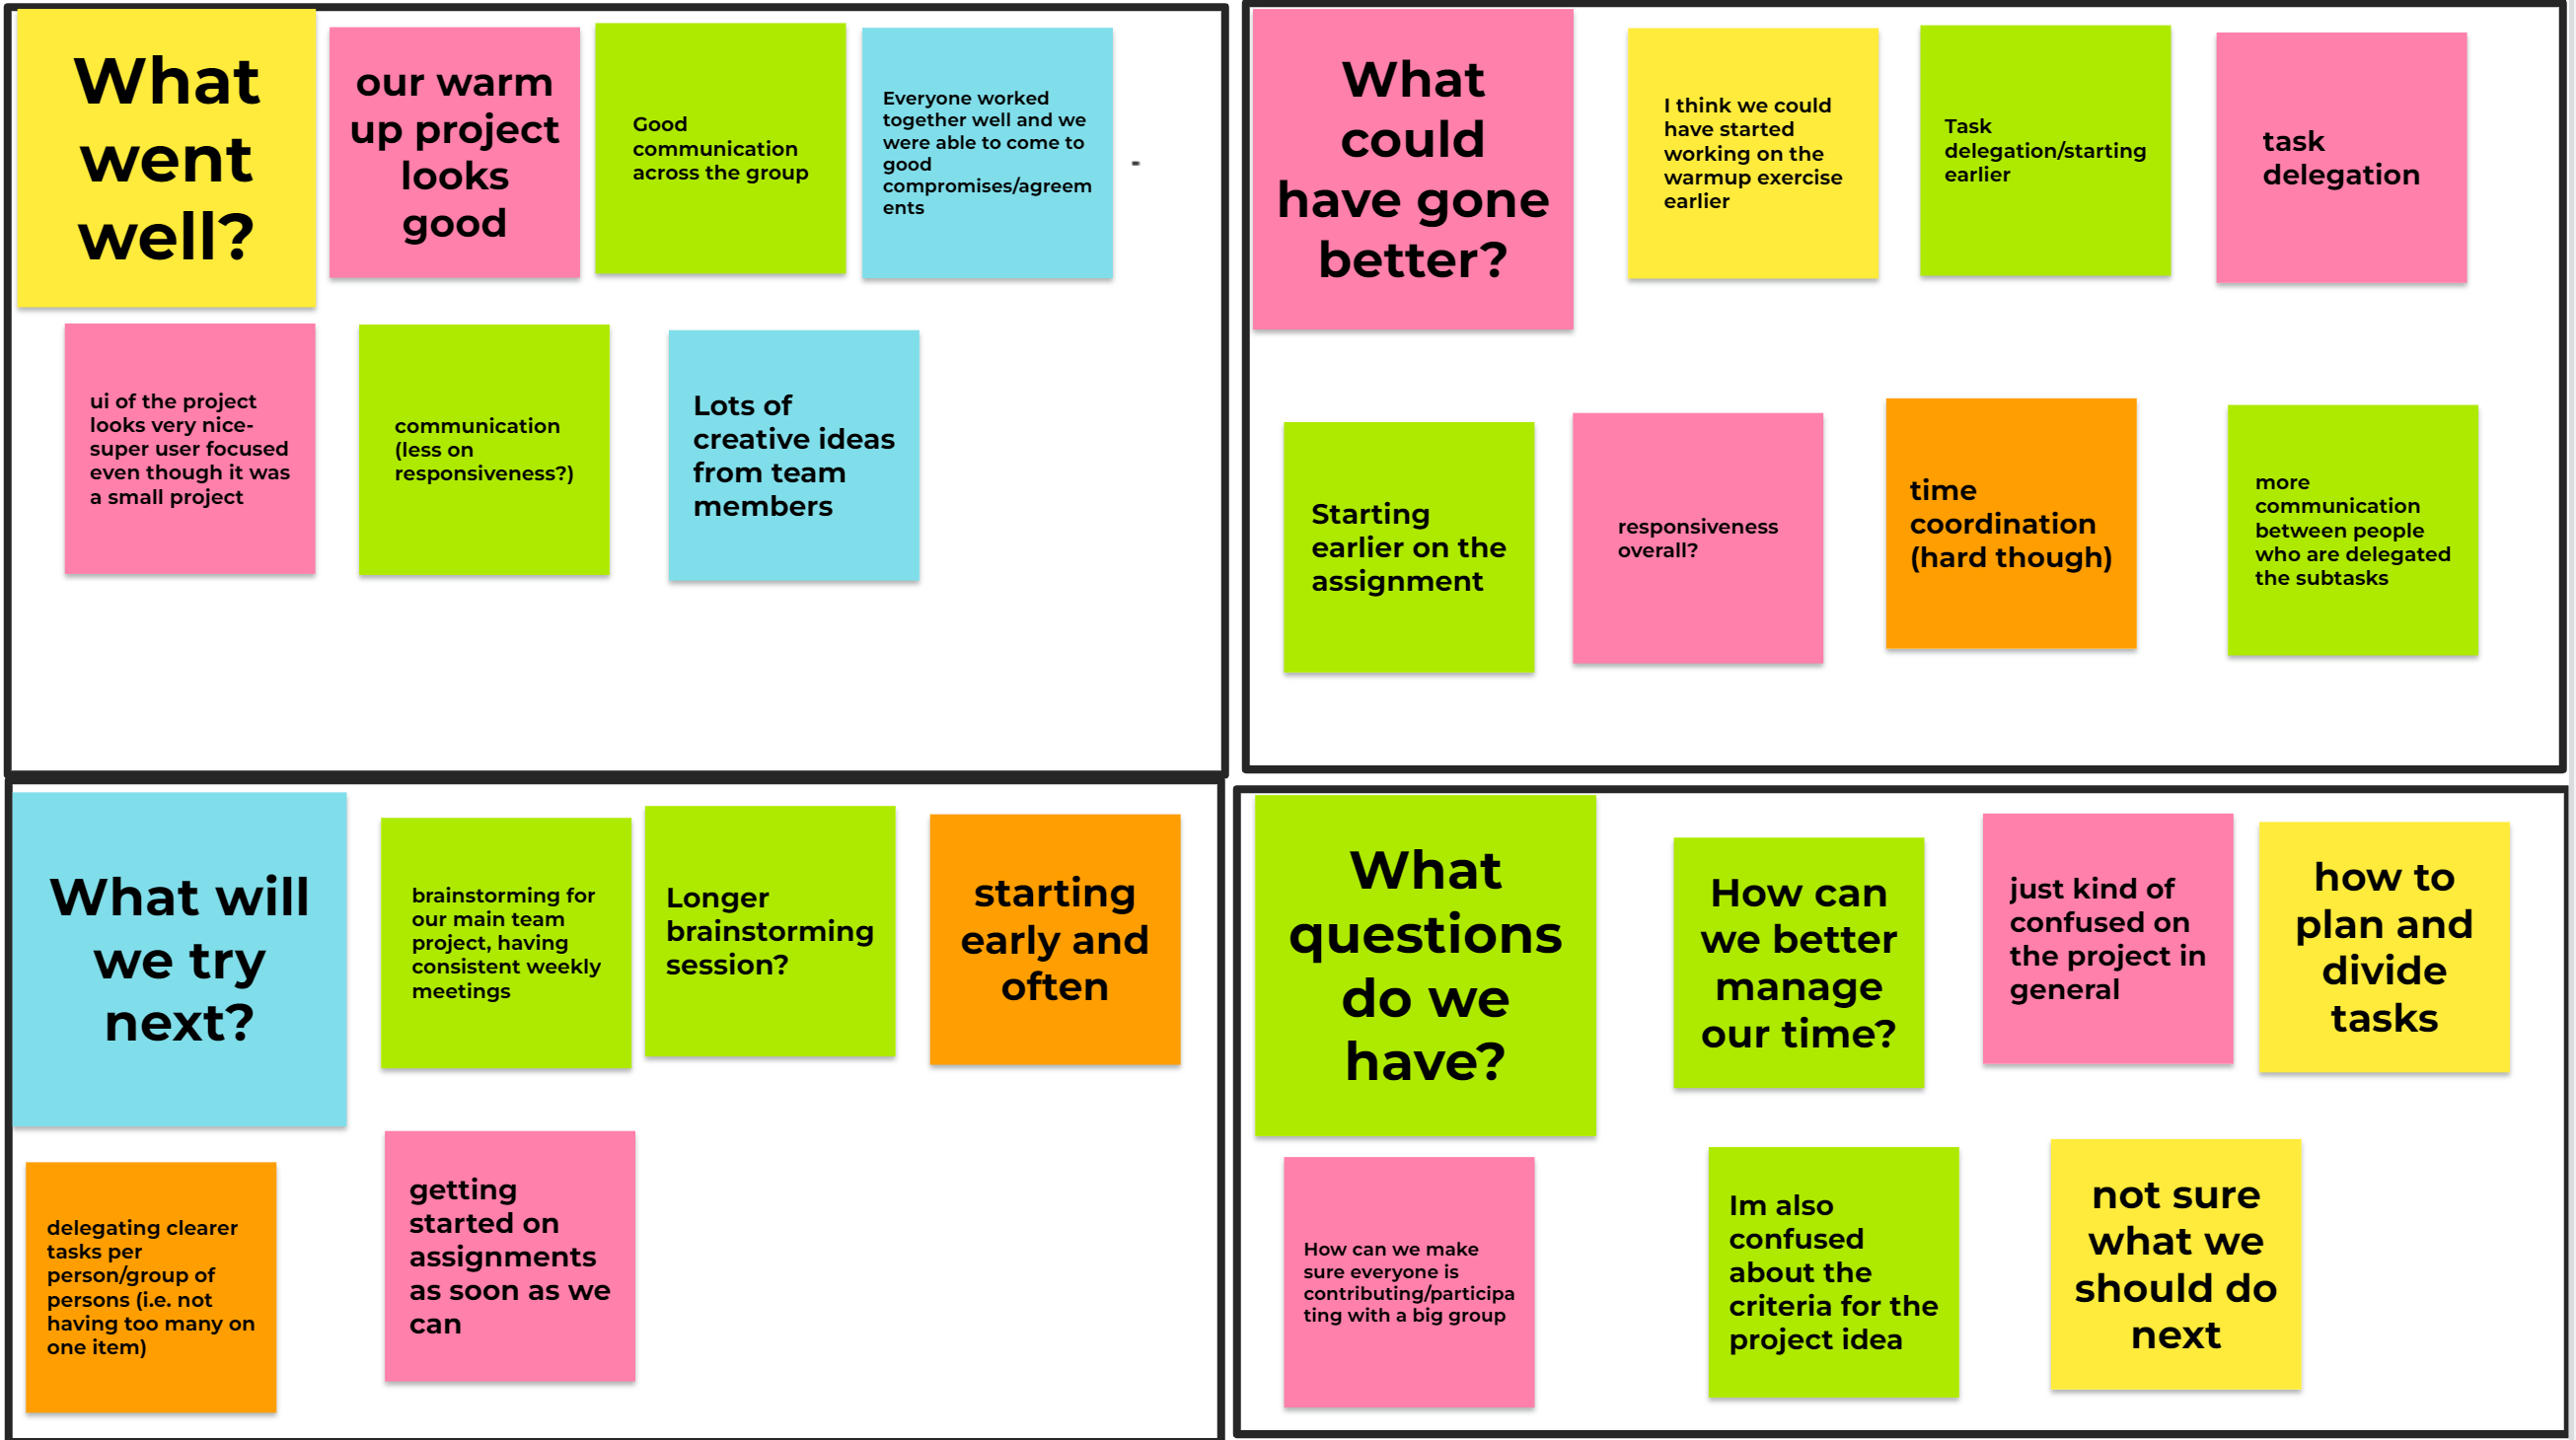 What
went
well?
our warm
up project
looks
good
Good
communication
across the group
Everyone worked
together well and we
were able to come to
good
compromises/agreem
ents
-
ui of the project
looks very nice-
super user focused
even though it was
a small project
communication
(less on
responsiveness?)
Lots of
creative ideas
from team
members
What
could
have gone
better?
I think we could
have started
working on the
warmup exercise
earlier
Task
delegation/starting
earlier
task
delegation
Starting
earlier on the
assignment
responsiveness
overall?
time
coordination
(hard though)
more
communication
between people
who are delegated
the subtasks
What will
we try
next?
brainstorming for
our main team
project, having
consistent weekly
meetings
Longer
brainstorming
session?
starting
early and
often
delegating clearer
tasks per
person/group of
persons (i.e. not
having too many on
one item)
getting
started on
assignments
as soon as we
can
What
questions
do we
have?
How can
we better
manage
our time?
just kind of
confused on
the project in
general
how to
plan and
divide
tasks
How can we make
sure everyone is
contributing/participa
ting with a big group
Im also
confused
about the
criteria for the
project idea
not sure
what we
should do
next